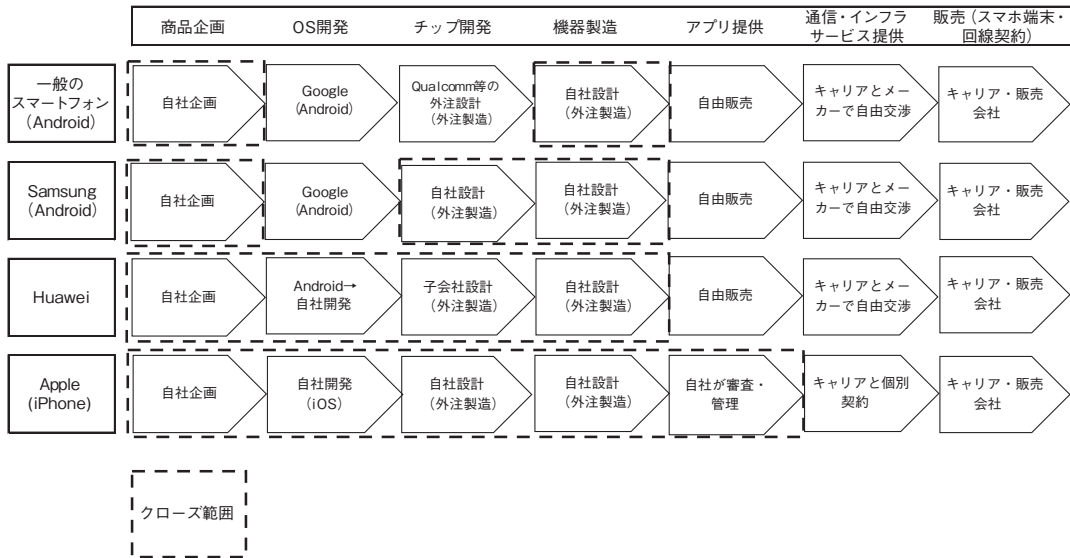 商品企画
OS開発
チップ開発
機器製造
アプリ提供
通信・インフラ
サービス提供
販売(スマホ端末・
回線契約)
一般の
スマートフォン
(Android)
自社企画
Google
(Android)
Qualcomm等の
外注設計
(外注製造)
自社設計
(外注製造)
自由販売
キャリアとメー
カーで自由交渉
キャリア・販売
会社
Samsung
(Android)
自社企画
Google
(Android)
自社設計
(外注製造)
自社設計
(外注製造)
自由販売
キャリアとメー
カーで自由交渉
キャリア・販売
会社
Huawei
自社企画
Android→
自社開発
子会社設計
(外注製造)
自社設計
(外注製造)
自由販売
キャリアとメー
カーで自由交渉
キャリア・販売
会社
Apple
(iPhone)
自社企画
自社開発
(iOS)
自社設計
(外注製造)
自社設計
(外注製造)
自社が審査・
管理
キャリアと個別
契約
キャリア・販売
会社
クローズ範囲